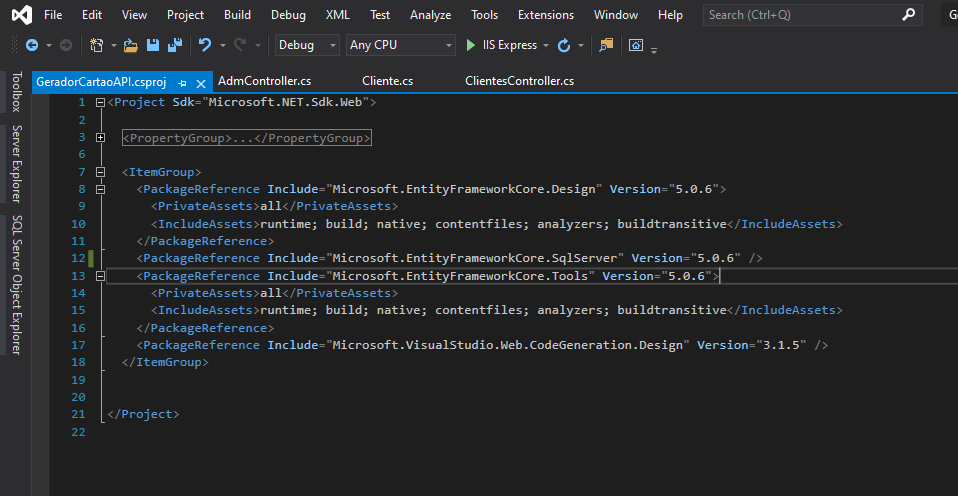 File Edit View Project Build Debug XML Test Analyze Tools Extensions Window Help Search (Ctrl+Q)
Debug Any CPU IIS Express
GeradorCartaoAPI.csproj AdmController.cs Cliente.cs ClientesController.cs
Toolbox
Server Explorer
SQL Server Object Explorer
1 <Project Sdk="Microsoft.NET.Sdk.Web">
2
3 <PropertyGroup>...</PropertyGroup>
6
7 <ItemGroup>
8 <PackageReference Include="Microsoft.EntityFrameworkCore.Design" Version="5.0.6">
9 <PrivateAssets>all</PrivateAssets>
10 <IncludeAssets>runtime; build; native; contentfiles; analyzers; buildtransitive</IncludeAssets>
11 </PackageReference>
12 <PackageReference Include="Microsoft.EntityFrameworkCore.SqlServer" Version="5.0.6" />
13 <PackageReference Include="Microsoft.EntityFrameworkCore.Tools" Version="5.0.6">
14 <PrivateAssets>all</PrivateAssets>
15 <IncludeAssets>runtime; build; native; contentfiles; analyzers; buildtransitive</IncludeAssets>
16 </PackageReference>
17 <PackageReference Include="Microsoft.VisualStudio.Web.CodeGeneration.Design" Version="3.1.5" />
18 </ItemGroup>
19
20
21 </Project>
22